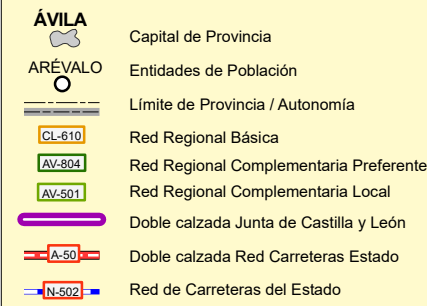 ÁVILA
Capital de Provincia
ARÉVALO
Entidades de Población
Límite de Provincia / Autonomía
CL-610 Red Regional Básica
AV-804 Red Regional Complementaria Preferente
AV-501 Red Regional Complementaria Local
Doble calzada Junta de Castilla y León
A-50 Doble calzada Red Carreteras Estado
N-502 Red de Carreteras del Estado